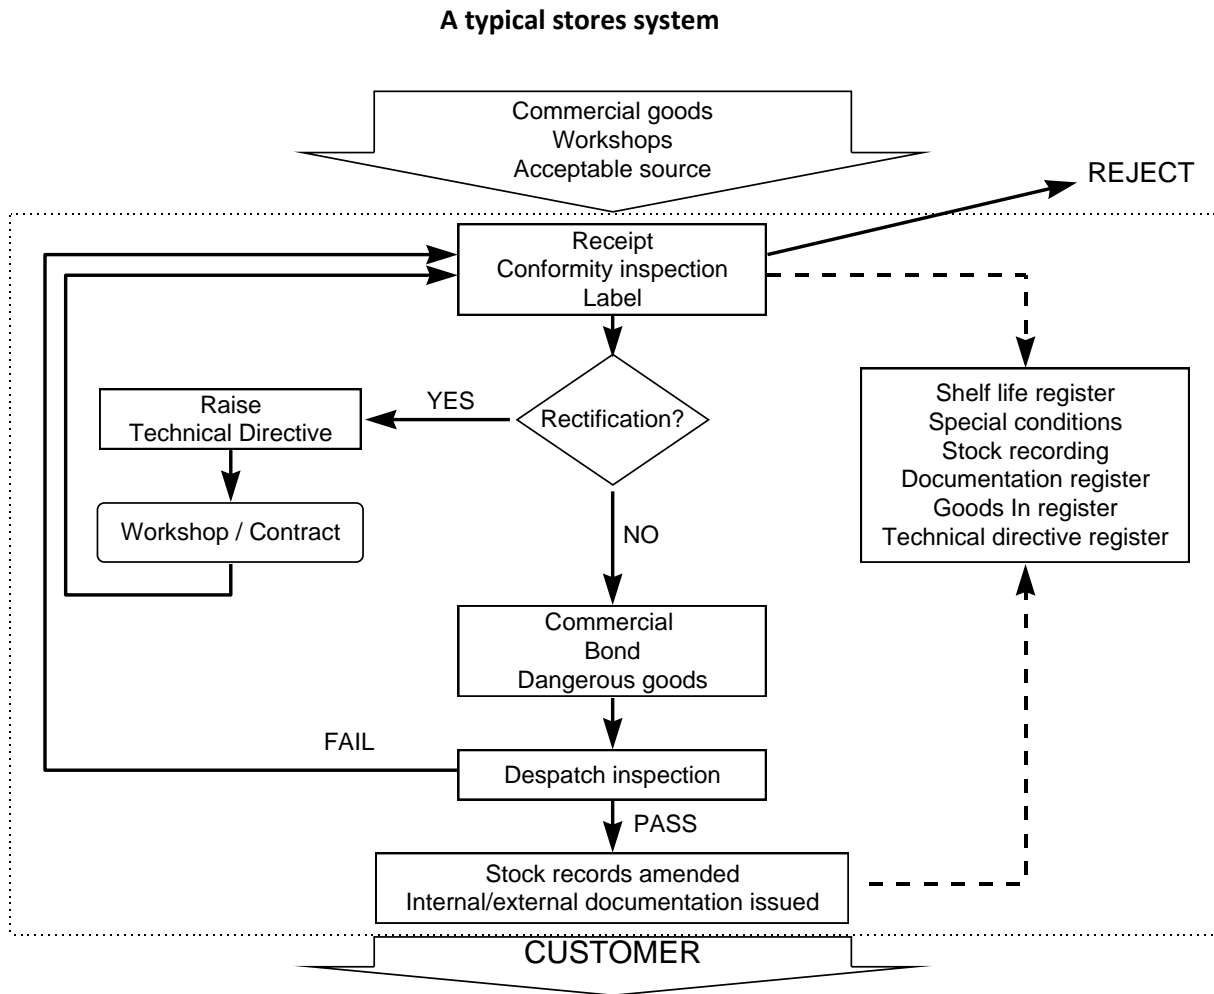 A typical stores system
Commercial goods
Workshops
Acceptable source
REJECT
Receipt
Conformity inspection
Label
Rectification?
YES
Raise
Technical Directive
Workshop / Contract
NO
Shelf life register
Special conditions
Stock recording
Documentation register
Goods In register
Technical directive register
Commercial
Bond
Dangerous goods
FAIL
Despatch inspection
PASS
Stock records amended
Internal/external documentation issued
CUSTOMER